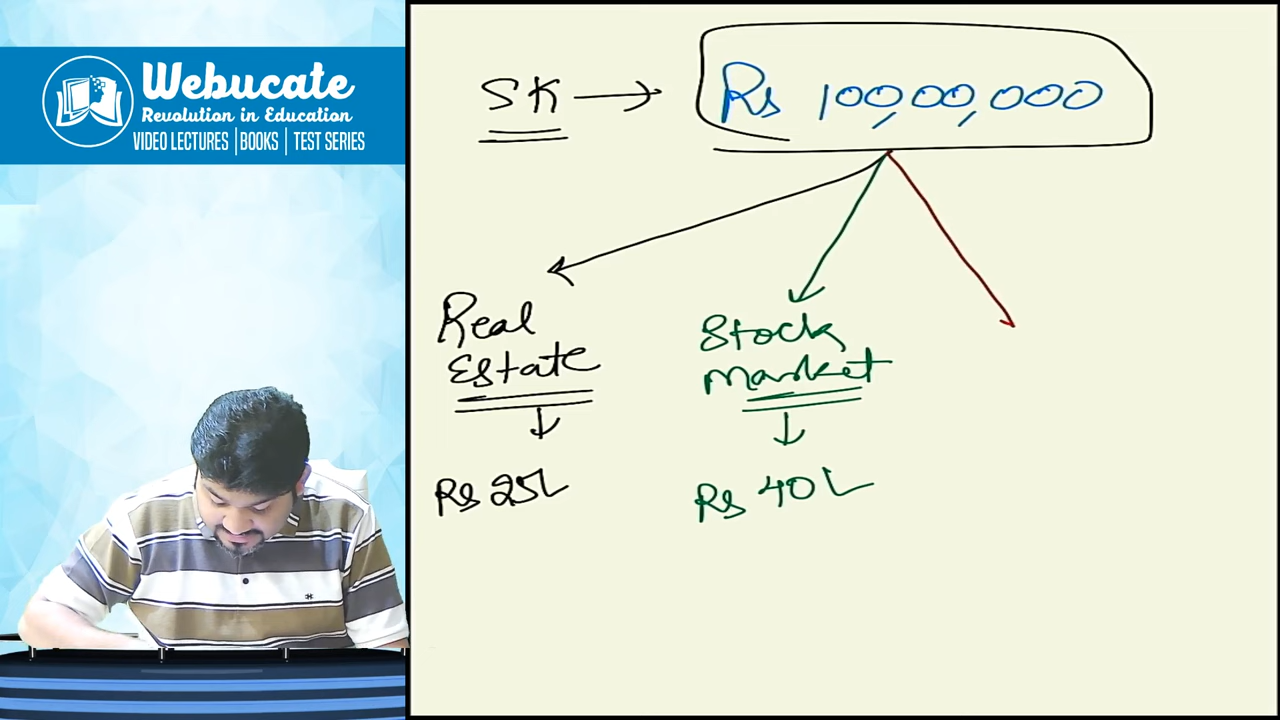 Webucate
Revolution in Education
VIDEO LECTURES | BOOKS | TEST SERIES
SK → Rs 100,00,000
Real
Estate
Stock
Market
Rs 25L
Rs 40L